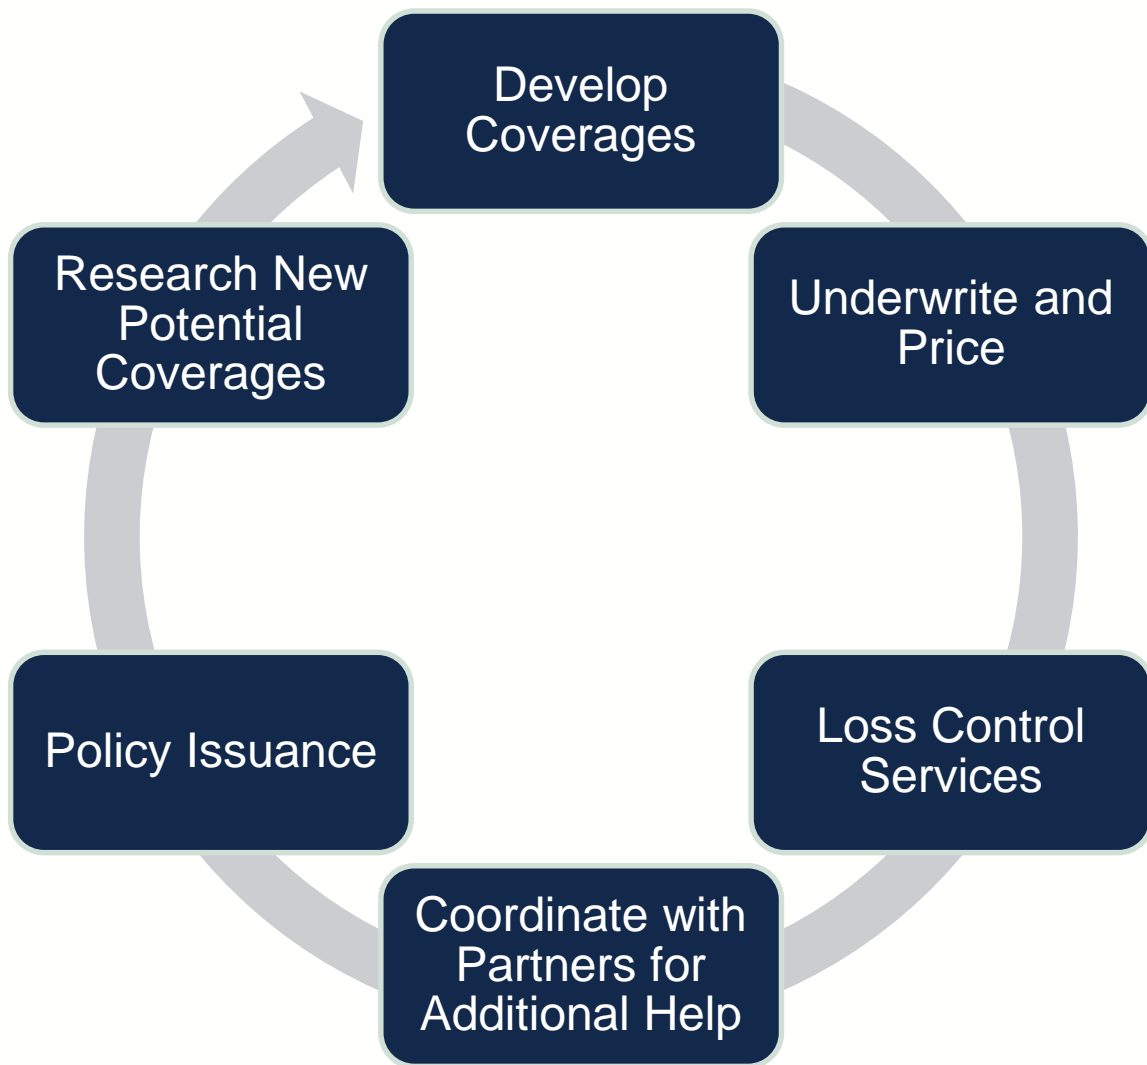 Develop
Coverages
Underwrite and
Price
Loss Control
Services
Coordinate with
Partners for
Additional Help
Policy Issuance
Research New
Potential
Coverages